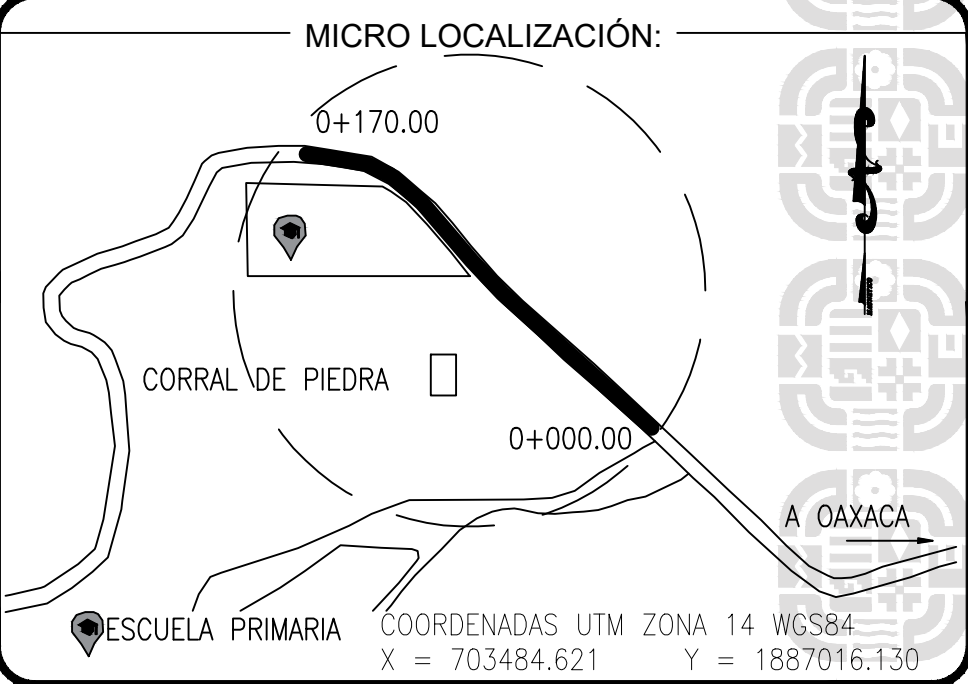 MICRO LOCALIZACIÓN:
0+170.00
CORRAL DE PIEDRA
0+000.00
A OAXACA
ESCUELA PRIMARIA
COORDENADAS UTM ZONA 14 WGS84
X = 703484.621 Y = 1887016.130